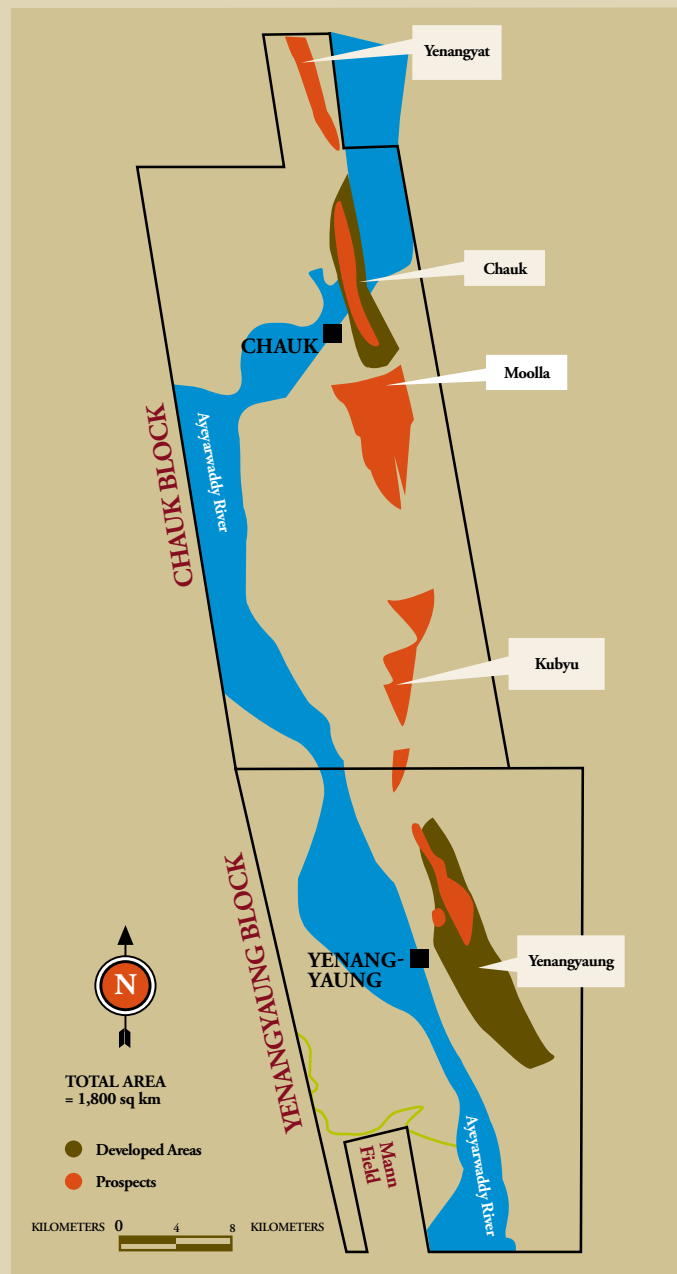 Yenangyat
Chauk
CHAUK
Moolla
CHAUK BLOCK
Ayeyarwaddy River
Kubyu
YENANGYAUNG BLOCK
YENANG-
YAUNG
Yenangyaung
N
TOTAL AREA
= 1,800 sq km
Developed Areas
Prospects
Mann
Field
Ayeyarwaddy River
KILOMETERS 0 4 8 KILOMETERS